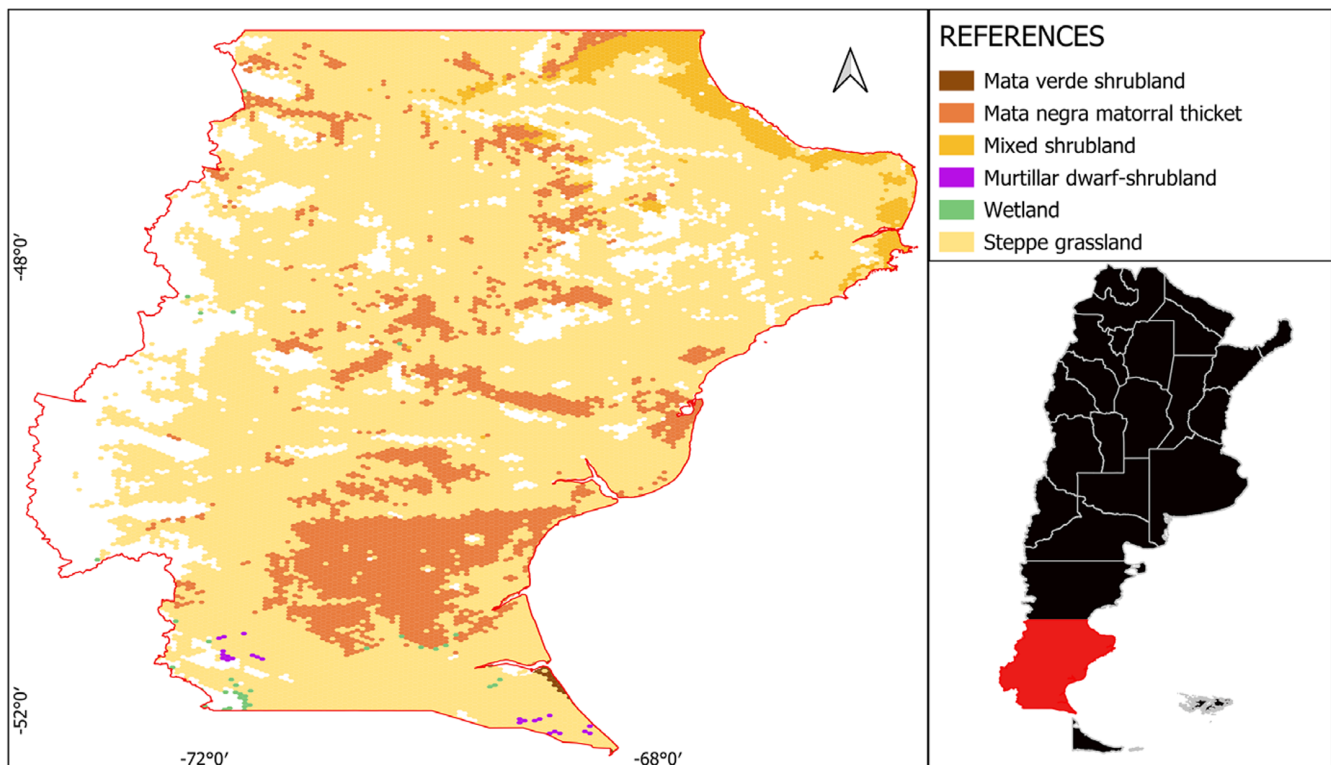 REFERENCES
Mata verde shrubland
Mata negra matorral thicket
Mixed shrubland
Murtillar dwarf-shrubland
Wetland
Steppe grassland
-48°0′
-52°0′
-72°0′
-68°0′